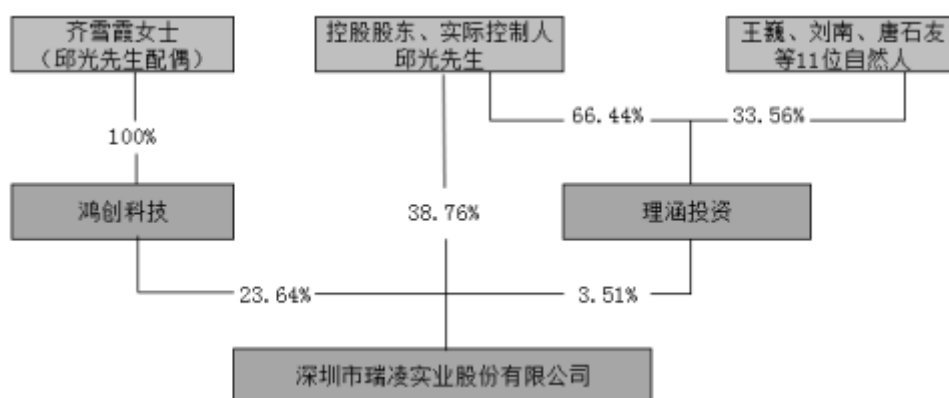 齐雪霞女士
（邱光先生配偶）
控股股东、实际控制人
邱光先生
王巍、刘南、唐石友
等11位自然人
66.44%
33.56%
100%
鸿创科技
38.76%
理涵投资
23.64%
3.51%
深圳市瑞凌实业股份有限公司